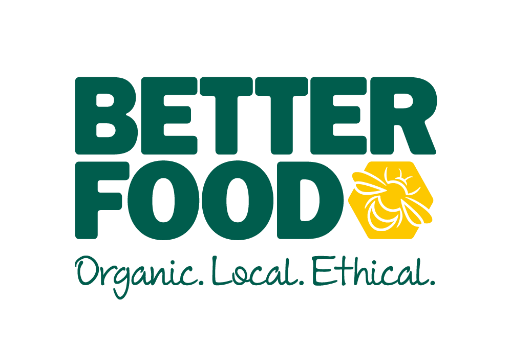 BETTER
FOOD
Organic. Local. Ethical.